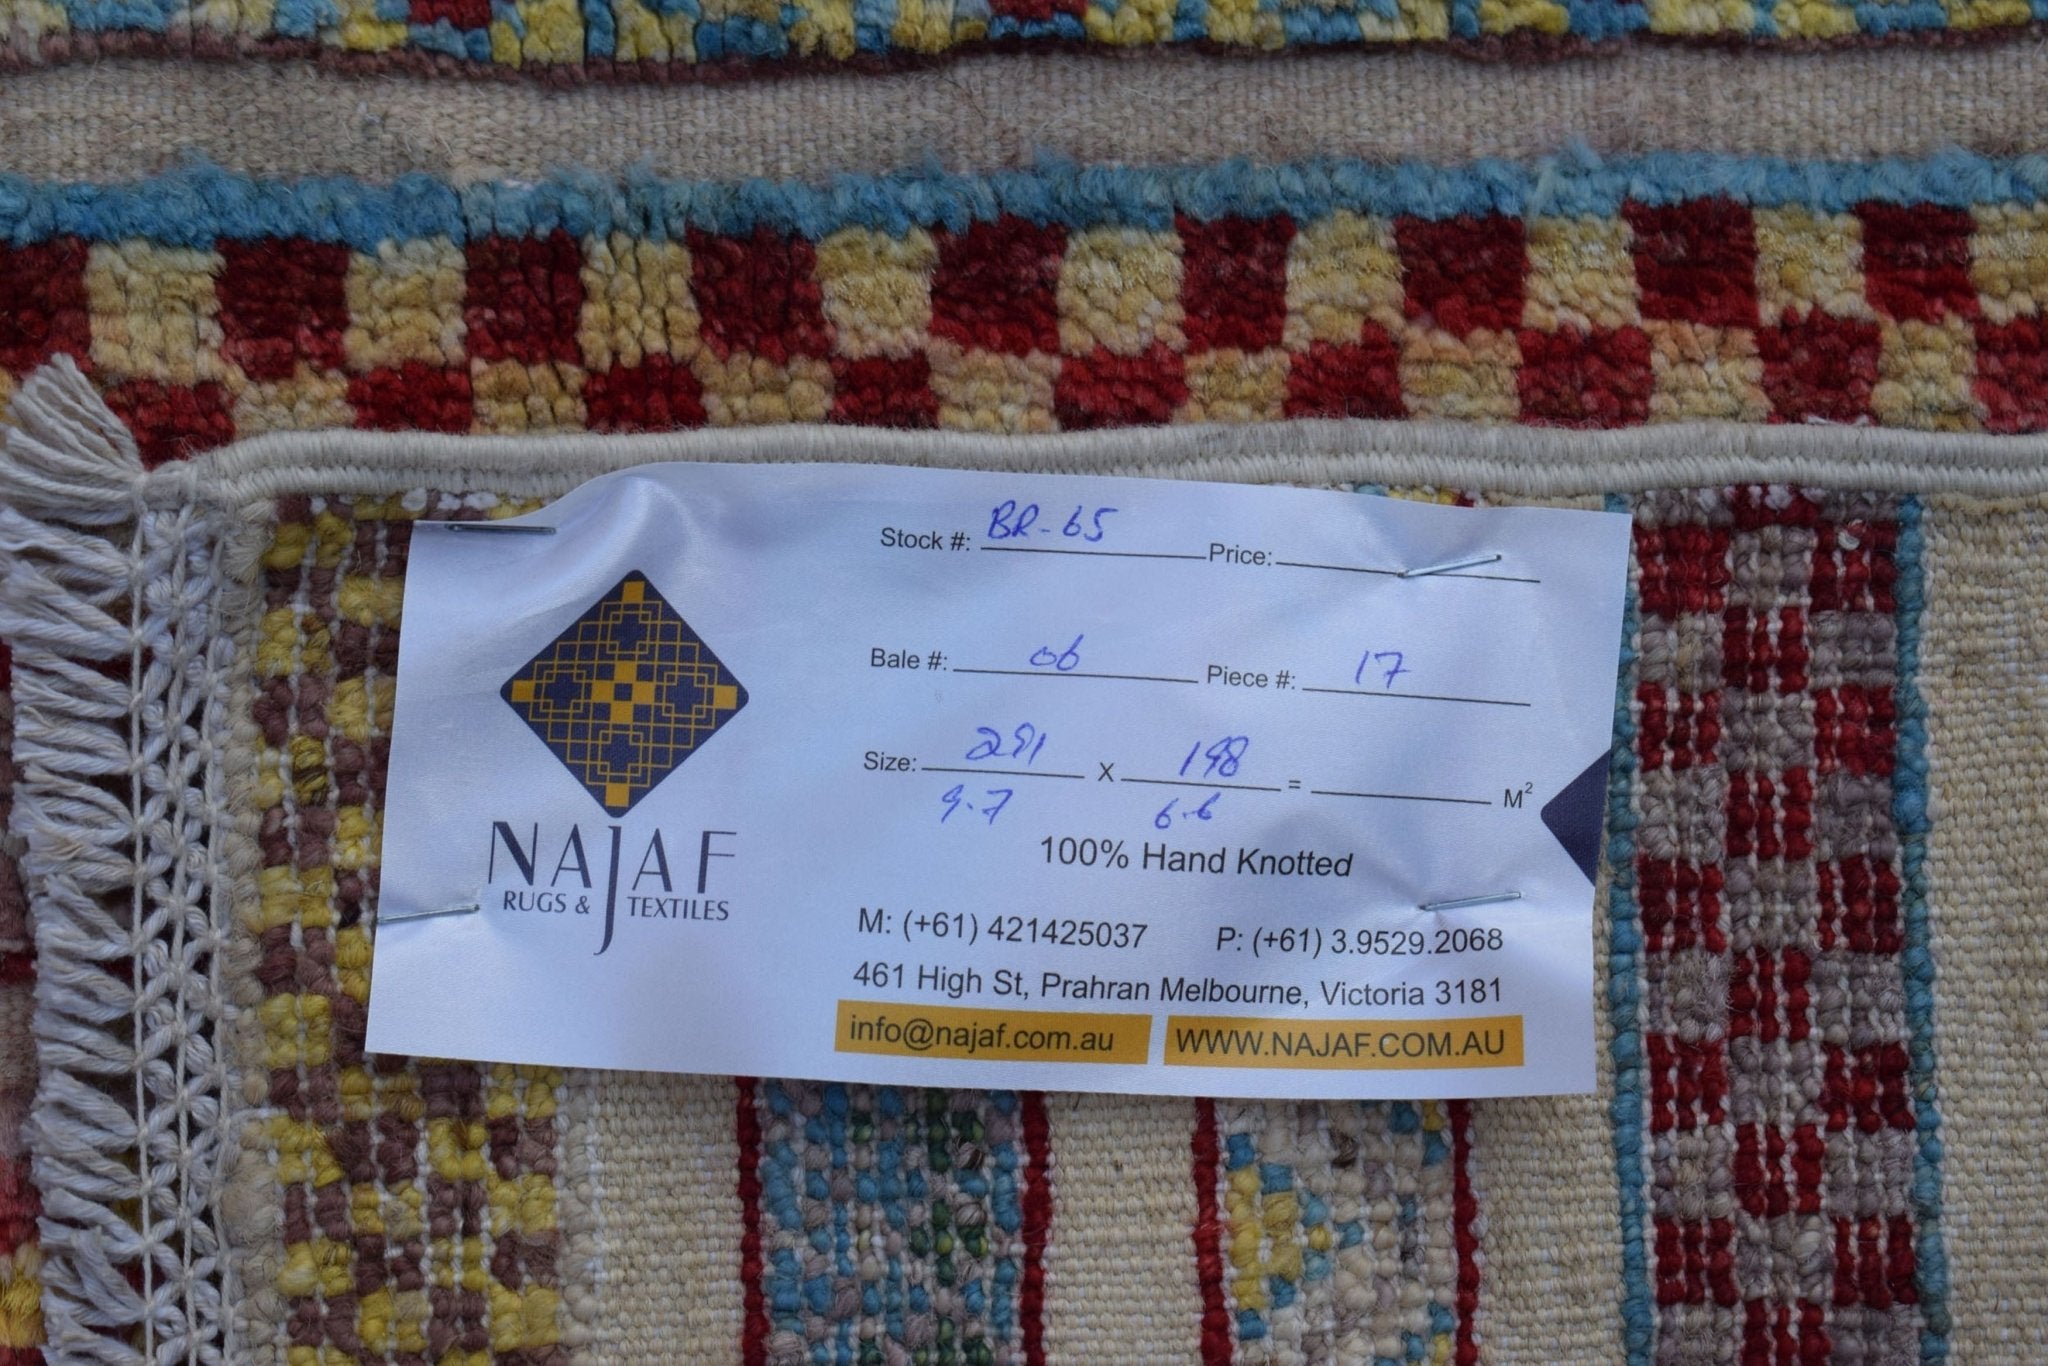 Stock #: BR-65 Price:
Bale #: 06 Piece #: 17
Size: 291 X 198 = M²
9.7 6.6
100% Hand Knotted
NAJAF
RUGS & TEXTILES
M: (+61) 421425037 P: (+61) 3.9529.2068
461 High St, Prahran Melbourne, Victoria 3181
info@najaf.com.au WWW.NAJAF.COM.AU